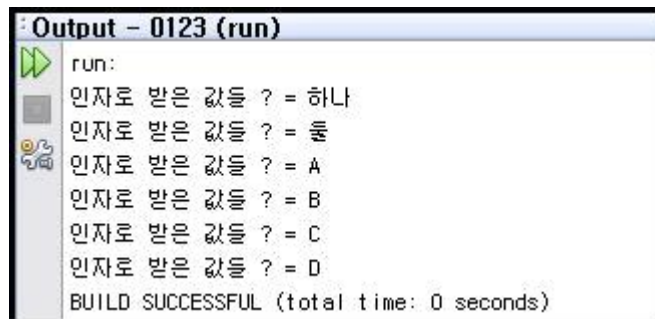 Output - 0123 (run)
run:
인자로 받은 값들 ? = 하나
인자로 받은 값들 ? = 둘
인자로 받은 값들 ? = A
인자로 받은 값들 ? = B
인자로 받은 값들 ? = C
인자로 받은 값들 ? = D
BUILD SUCCESSFUL (total time: 0 seconds)